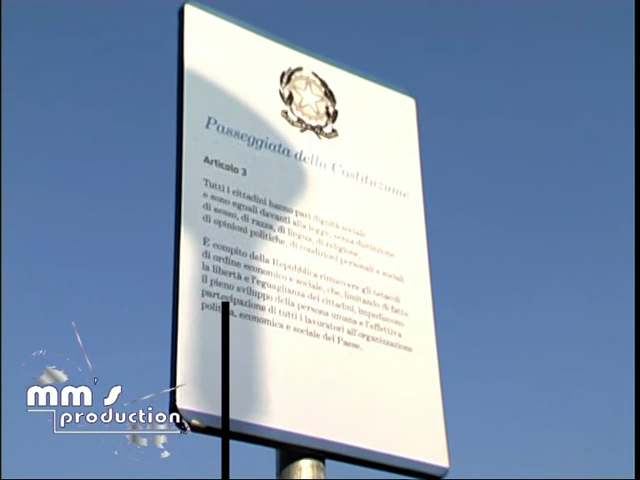 Passeggiata della Costituzione
Articolo 3
Tutti i cittadini hanno pari dignità sociale
e sono eguali davanti alla legge, senza distinzione
di sesso, di razza, di lingua, di religione,
di opinioni politiche, di condizioni personali e sociali.
È compito della Repubblica rimuovere gli ostacoli
di ordine economico e sociale, che, limitando di fatto
la libertà e l'eguaglianza dei cittadini, impediscono
il pieno sviluppo della persona umana e l'effettiva
partecipazione di tutti i lavoratori all'organizzazione
politica, economica e sociale del Paese.
mm's
production